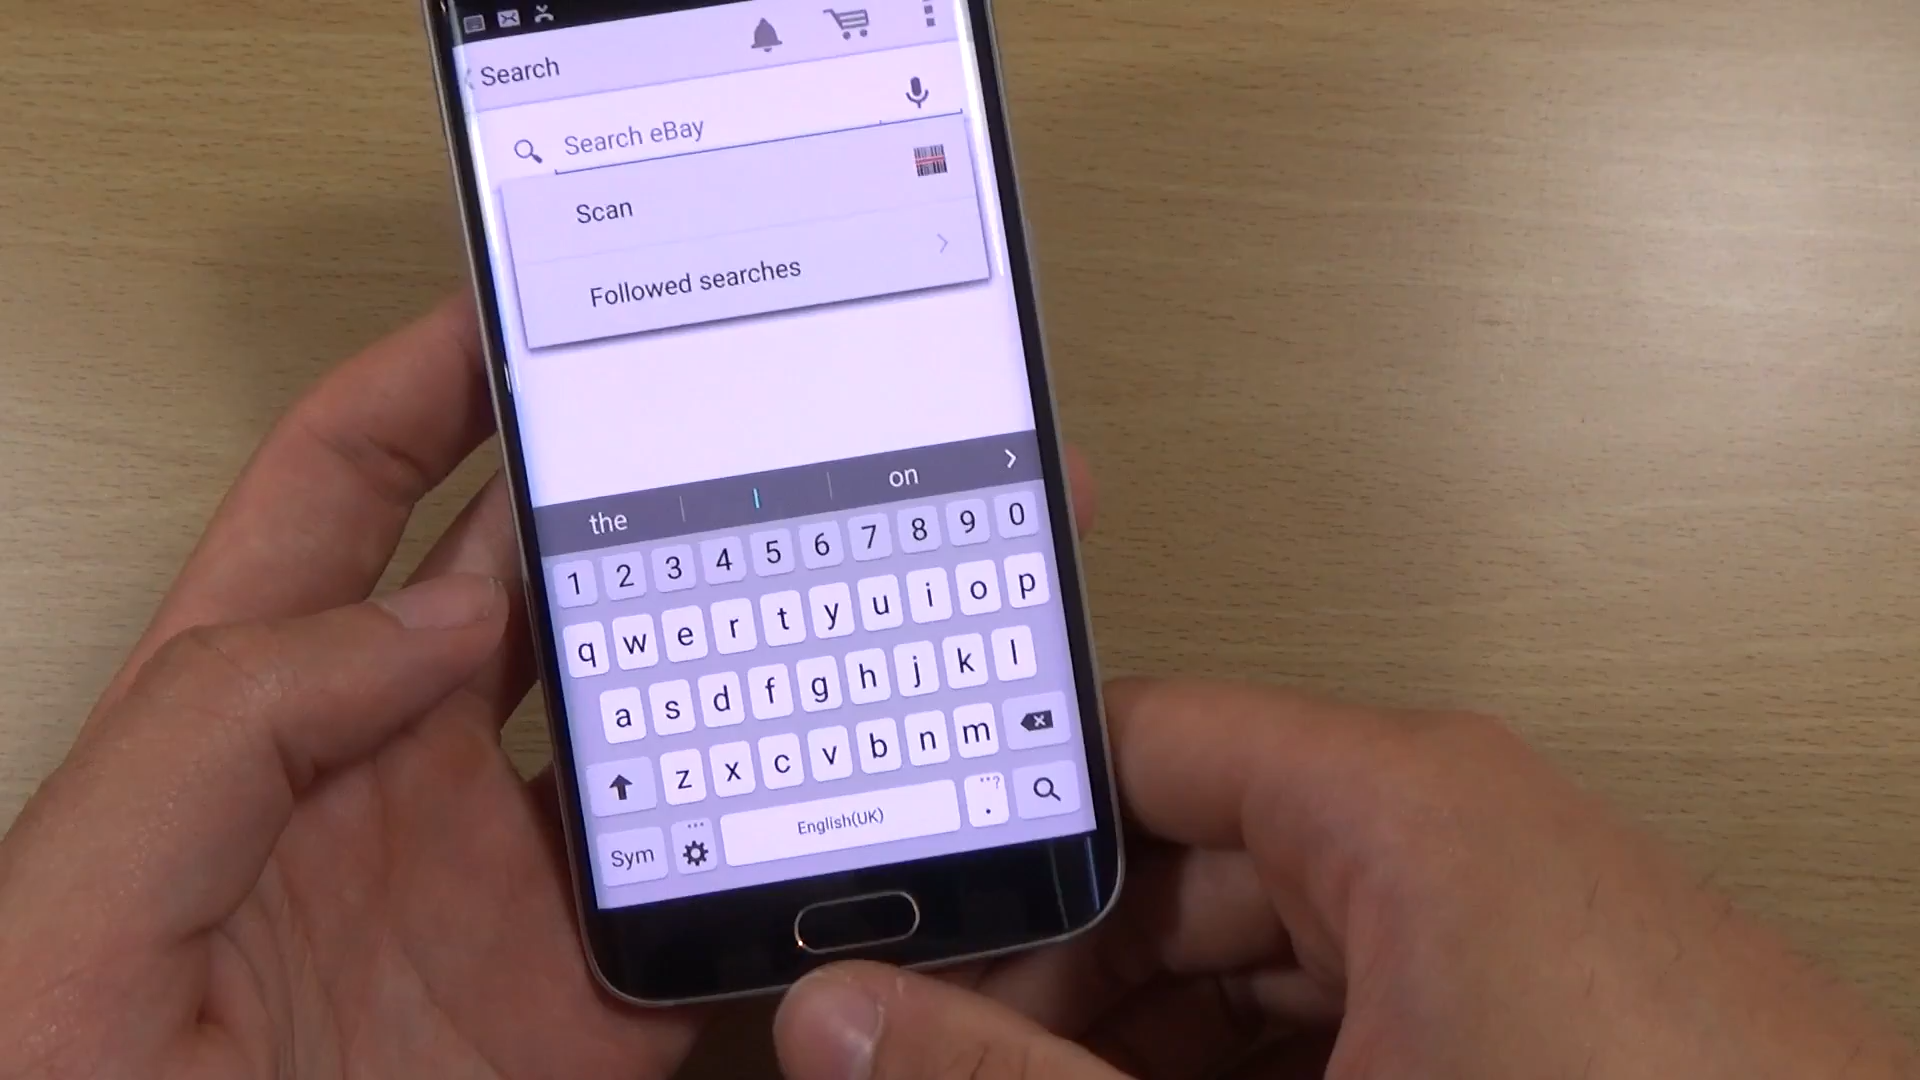 Search
Search eBay
Scan
Followed searches
the I on
1 2 3 4 5 6 7 8 9 0
q w e r t y u i o p
a s d f g h j k l
z x c v b n m
Sym English(UK) .